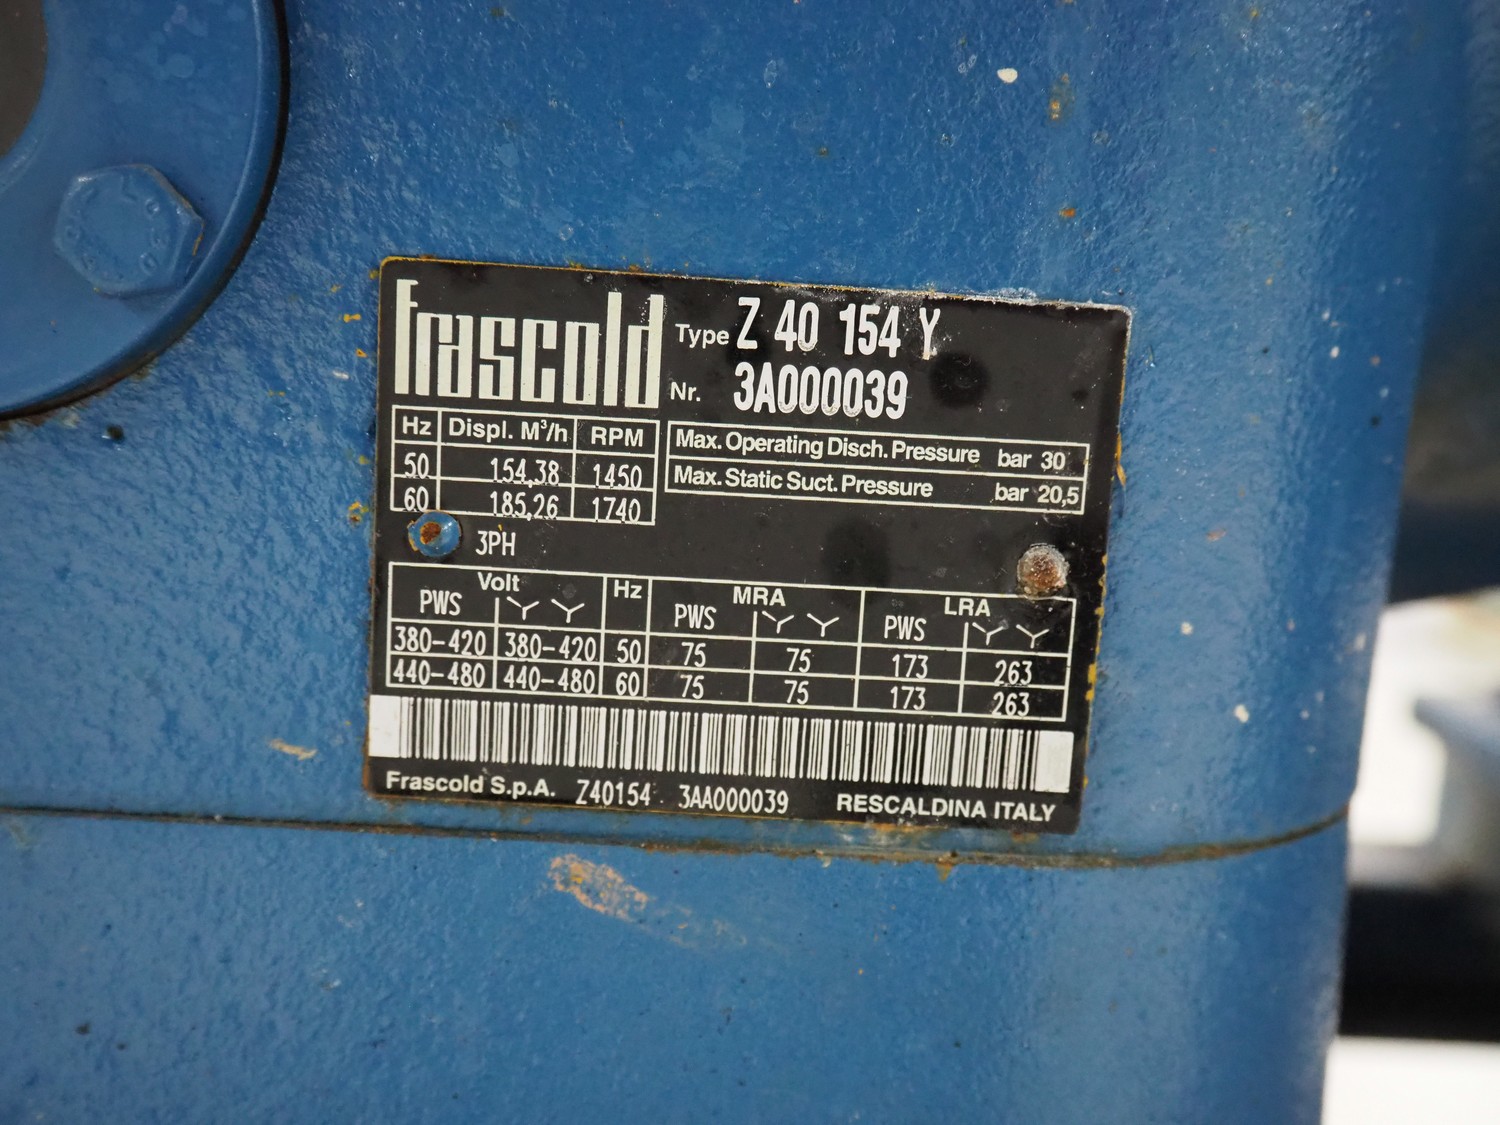 frascold
Type Z 40 154 Y
Nr. 3A000039
Hz Displ. M³/h RPM
50 154,38 1450
60 185,26 1740
Max. Operating Disch. Pressure bar 30
Max. Static Suct. Pressure bar 20,5
3PH
Volt Hz MRA LRA
PWS PWS PWS
380-420 380-420 50 75 75 173 263
440-480 440-480 60 75 75 173 263
Frascold S.p.A. Z40154 3AA000039 RESCALDINA ITALY